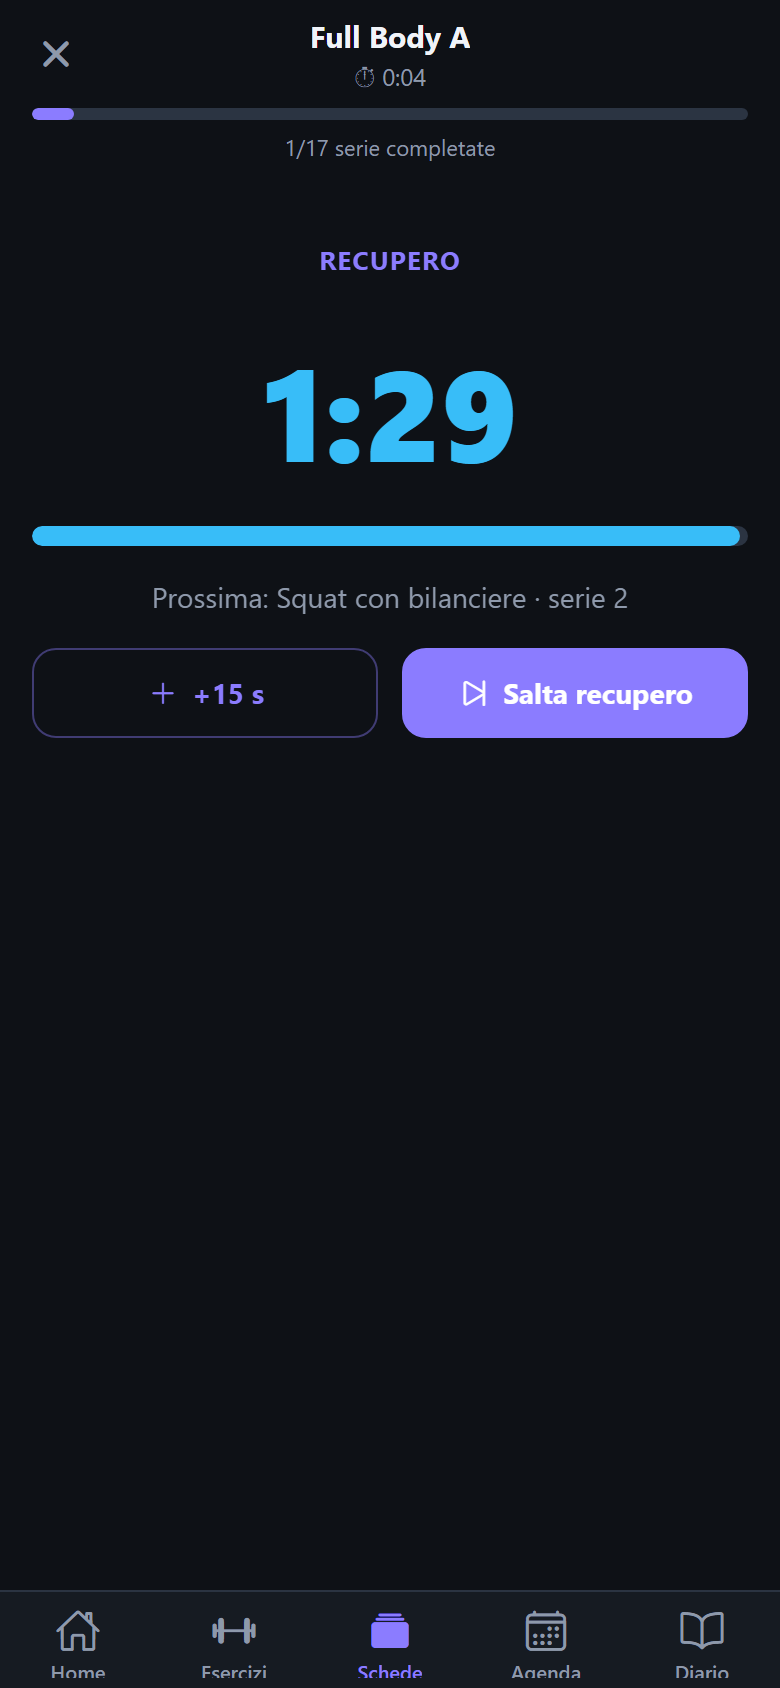 Full Body A
⏱ 0:04
1/17 serie completate
RECUPERO
1:29
Prossima: Squat con bilanciere · serie 2
+15 s
Salta recupero
Home
Esercizi
Schede
Agenda
Diario